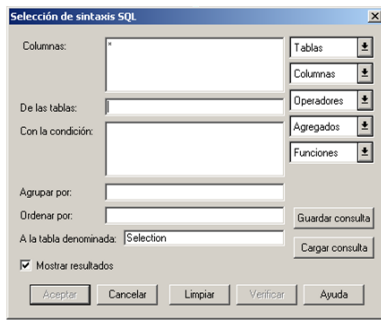 Selección de sintaxis SQL
Columnas:
*
Tablas
Columnas
De las tablas:
Operadores
Con la condición:
Agregados
Funciones
Agrupar por:
Ordenar por:
Guardar consulta
A la tabla denominada:
Selection
Cargar consulta
Mostrar resultados
Aceptar
Cancelar
Limpiar
Verificar
Ayuda